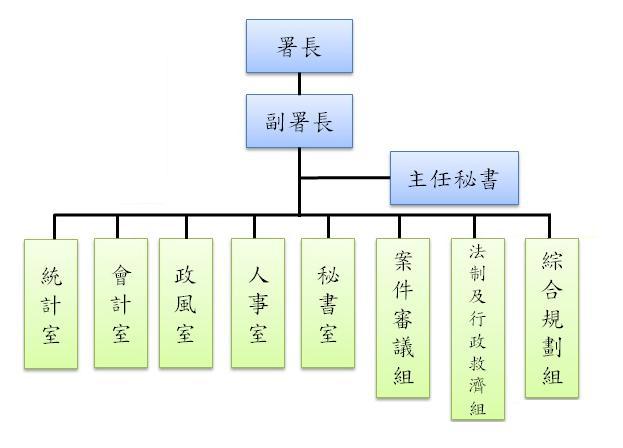 署長
副署長
主任秘書
統計室
會計室
政風室
人事室
秘書室
案件審議組
法制及行政救濟組
綜合規劃組